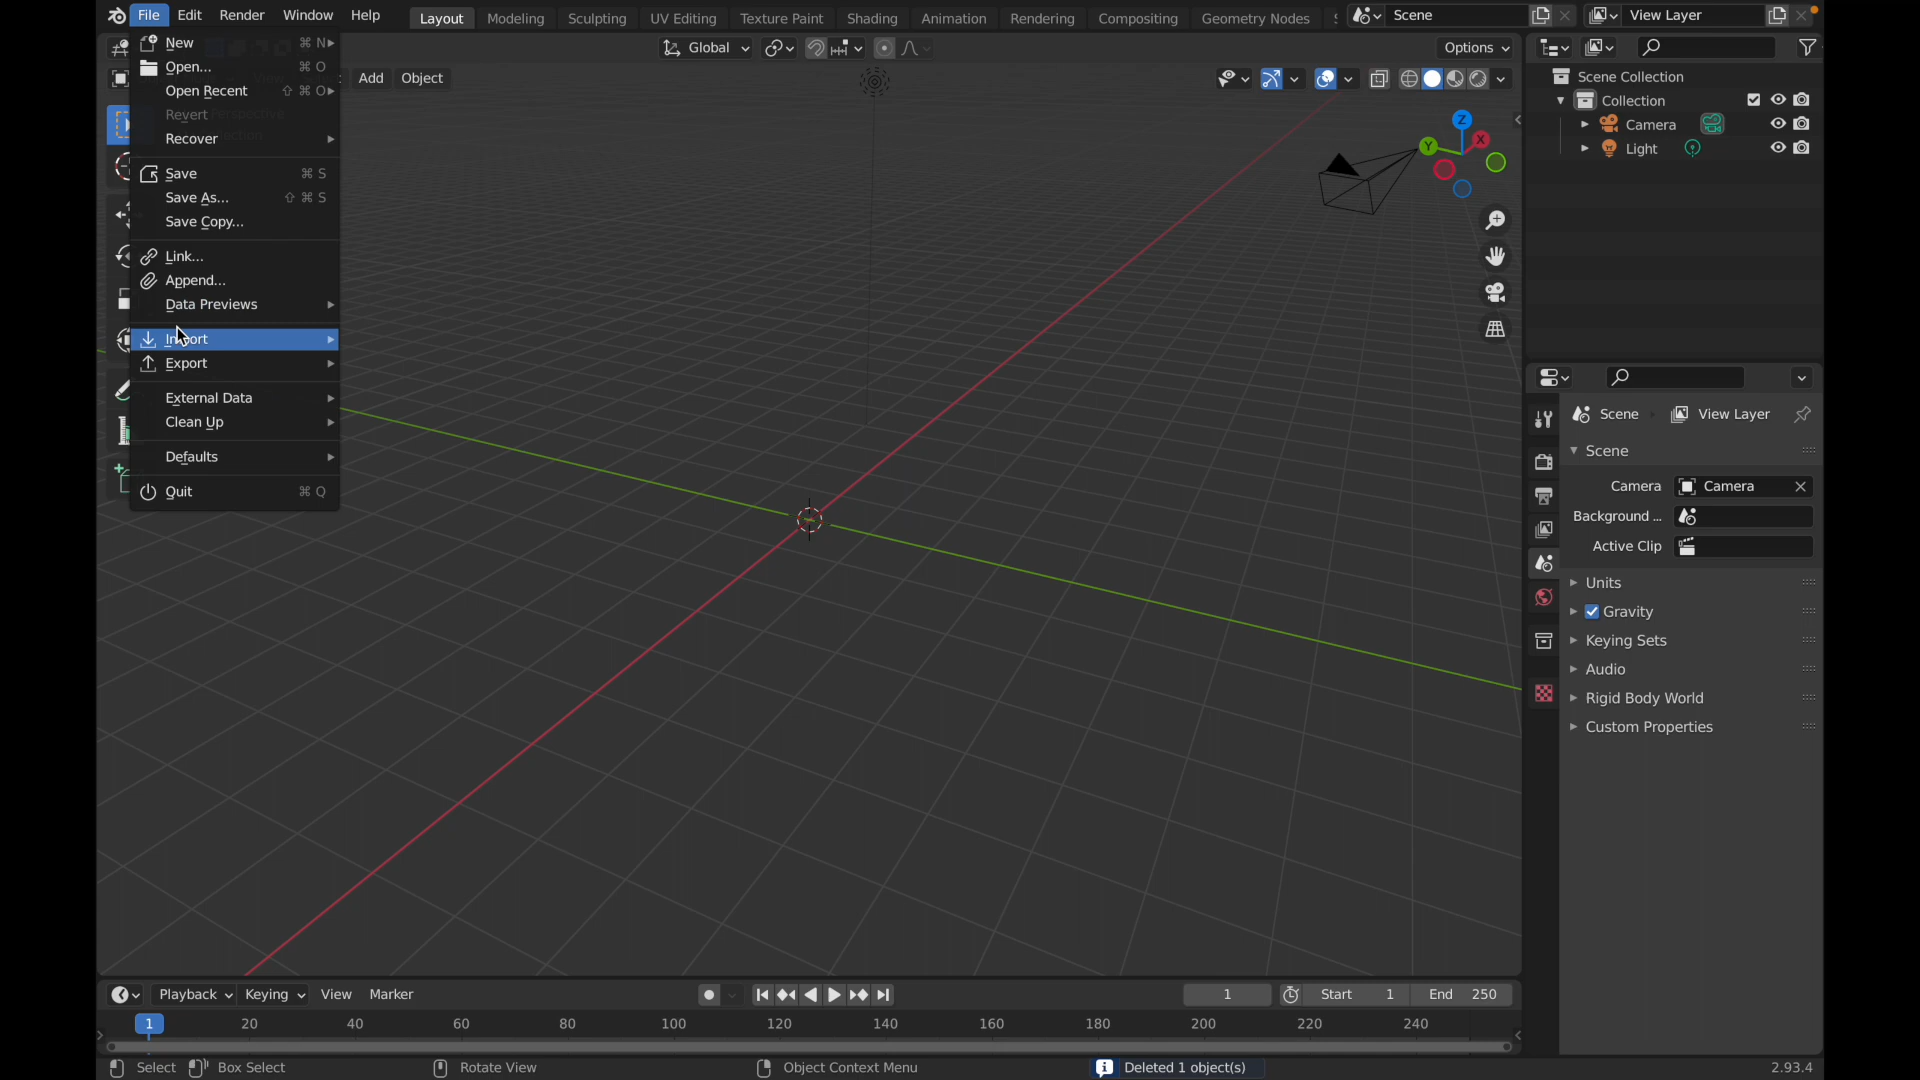 File Edit Render Window Help Layout Modeling Sculpting UV Editing Texture Paint Shading Animation Rendering Compositing Geometry Nodes Scene View Layer
New ⌘ N
Open... ⌘ O
Open Recent ⇧ ⌘ O
Revert
Recover
Save ⌘ S
Save As... ⇧ ⌘ S
Save Copy...
Link...
Append...
Data Previews
Import
Export
External Data
Clean Up
Defaults
Quit ⌘ Q
Global
Options
Add Object
Z
Y
X
Scene Collection
Collection
Camera
Light
Scene View Layer
Scene
Camera Camera
Background ...
Active Clip
Units
Gravity
Keying Sets
Audio
Rigid Body World
Custom Properties
Playback Keying View Marker
1 Start 1 End 250
1 20 40 60 80 100 120 140 160 180 200 220 240
Select Box Select Rotate View Object Context Menu Deleted 1 object(s) 2.93.4